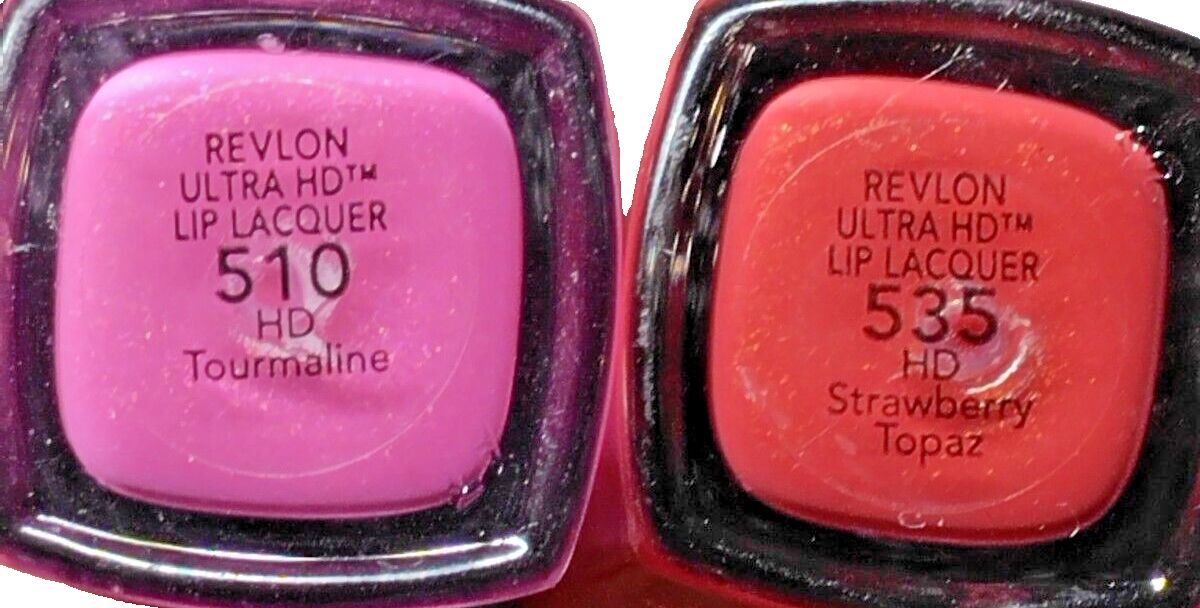 REVLON
ULTRA HD™
LIP LACQUER
510
HD
Tourmaline
REVLON
ULTRA HD™
LIP LACQUER
535
HD
Strawberry
Topaz